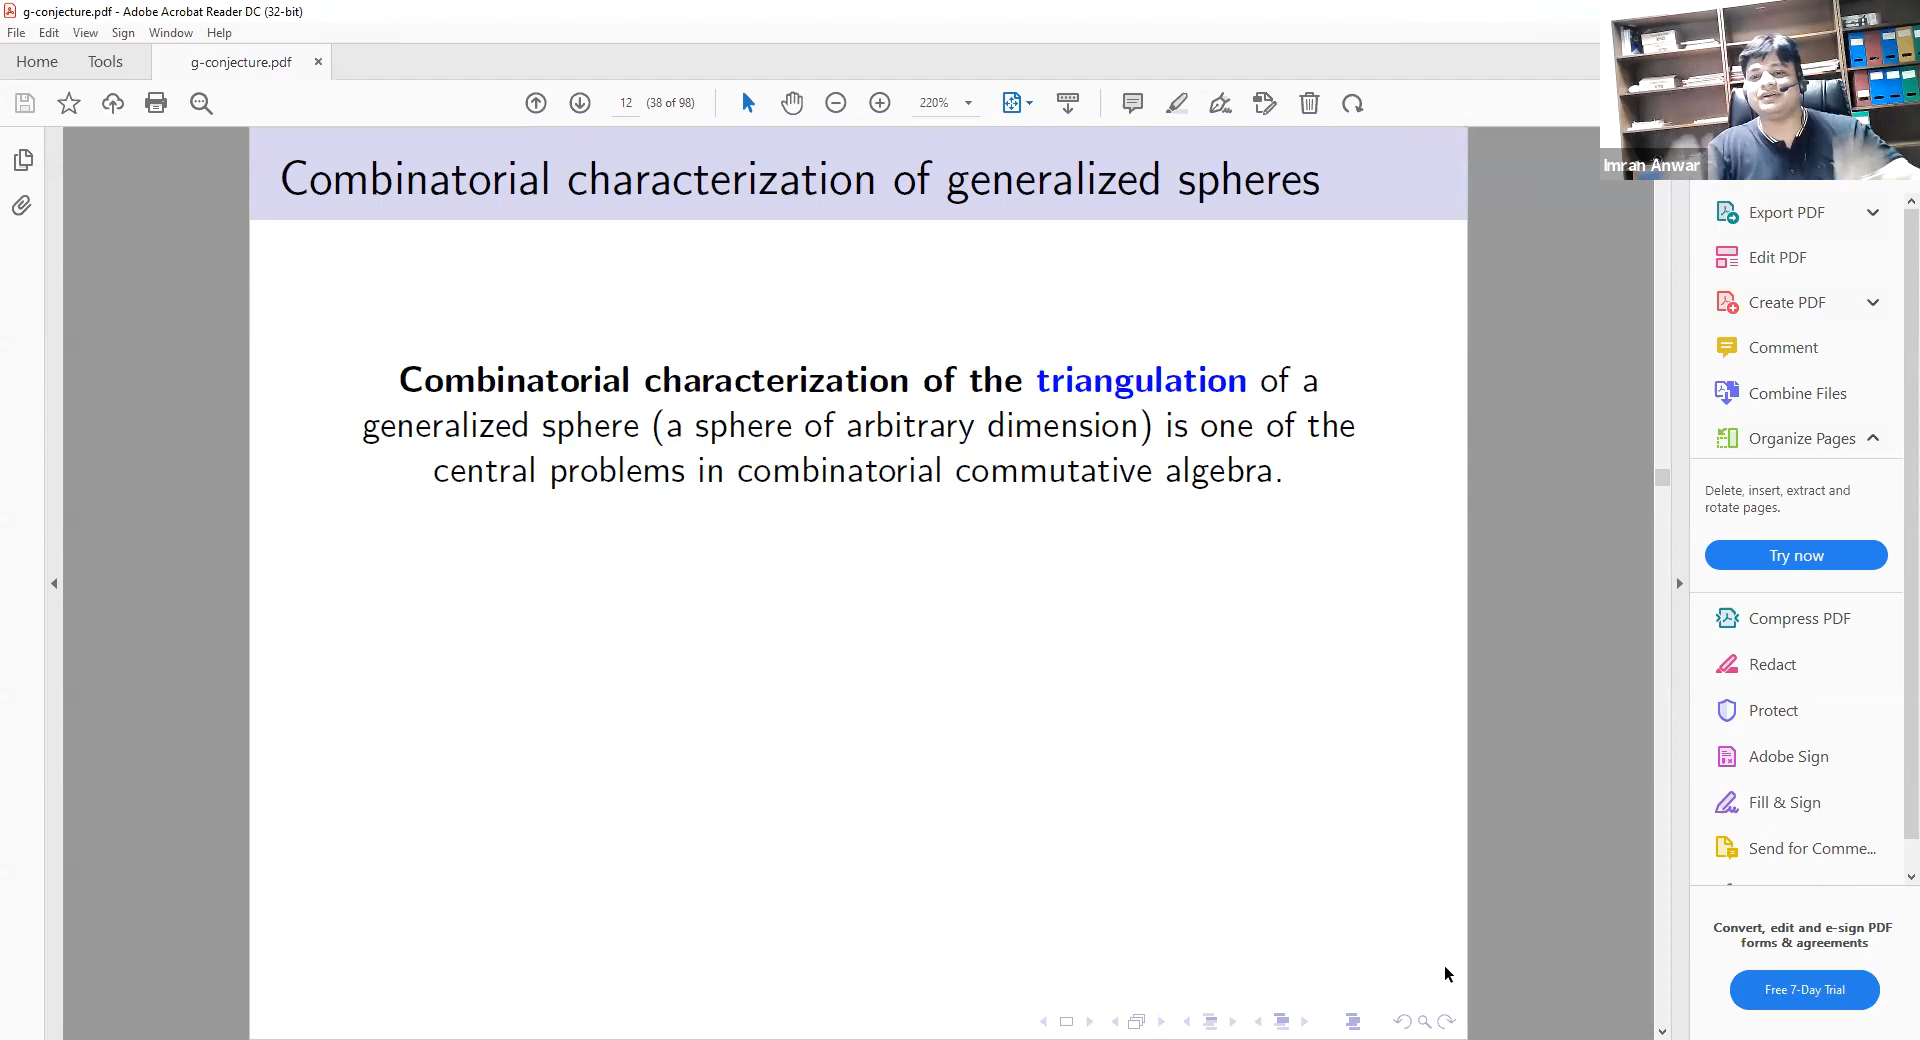 g-conjecture.pdf - Adobe Acrobat Reader DC (32-bit)
File Edit View Sign Window Help
Home Tools g-conjecture.pdf ×
12 (38 of 98) 220%
Imran Anwar
Combinatorial characterization of generalized spheres
Combinatorial characterization of the triangulation of a
generalized sphere (a sphere of arbitrary dimension) is one of the
central problems in combinatorial commutative algebra.
Export PDF
Edit PDF
Create PDF
Comment
Combine Files
Organize Pages
Delete, insert, extract and
rotate pages.
Try now
Compress PDF
Redact
Protect
Adobe Sign
Fill & Sign
Send for Comme...
Convert, edit and e-sign PDF
forms & agreements
Free 7-Day Trial